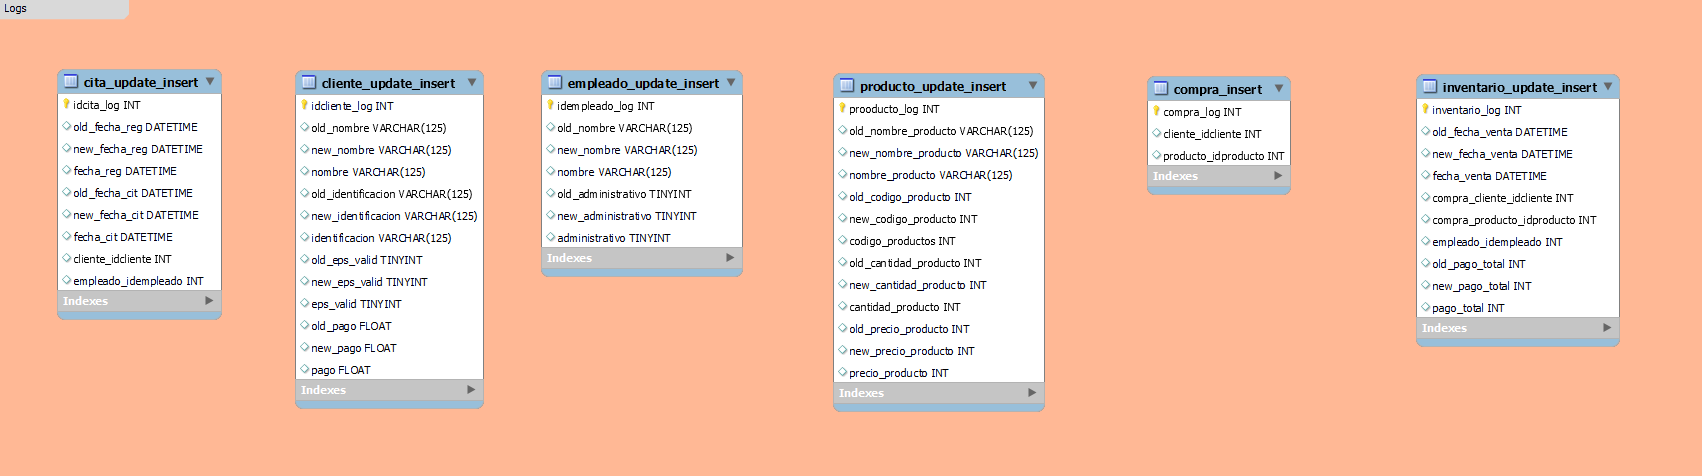 Logs
cita_update_insert
idcita_log INT
old_fecha_reg DATETIME
new_fecha_reg DATETIME
fecha_reg DATETIME
old_fecha_cit DATETIME
new_fecha_cit DATETIME
fecha_cit DATETIME
cliente_idcliente INT
empleado_idempleado INT
Indexes
cliente_update_insert
idcliente_log INT
old_nombre VARCHAR(125)
new_nombre VARCHAR(125)
nombre VARCHAR(125)
old_identificacion VARCHAR(125)
new_identificacion VARCHAR(125)
identificacion VARCHAR(125)
old_eps_valid TINYINT
new_eps_valid TINYINT
eps_valid TINYINT
old_pago FLOAT
new_pago FLOAT
pago FLOAT
Indexes
empleado_update_insert
idempleado_log INT
old_nombre VARCHAR(125)
new_nombre VARCHAR(125)
nombre VARCHAR(125)
old_administrativo TINYINT
new_administrativo TINYINT
administrativo TINYINT
Indexes
producto_update_insert
prooducto_log INT
old_nombre_producto VARCHAR(125)
new_nombre_producto VARCHAR(125)
nombre_producto VARCHAR(125)
old_codigo_producto INT
new_codigo_producto INT
codigo_productos INT
old_cantidad_producto INT
new_cantidad_producto INT
cantidad_producto INT
old_precio_producto INT
new_precio_producto INT
precio_producto INT
Indexes
compra_insert
compra_log INT
cliente_idcliente INT
producto_idproducto INT
Indexes
inventario_update_insert
inventario_log INT
old_fecha_venta DATETIME
new_fecha_venta DATETIME
fecha_venta DATETIME
compra_cliente_idcliente INT
compra_producto_idproducto INT
empleado_idempleado INT
old_pago_total INT
new_pago_total INT
pago_total INT
Indexes